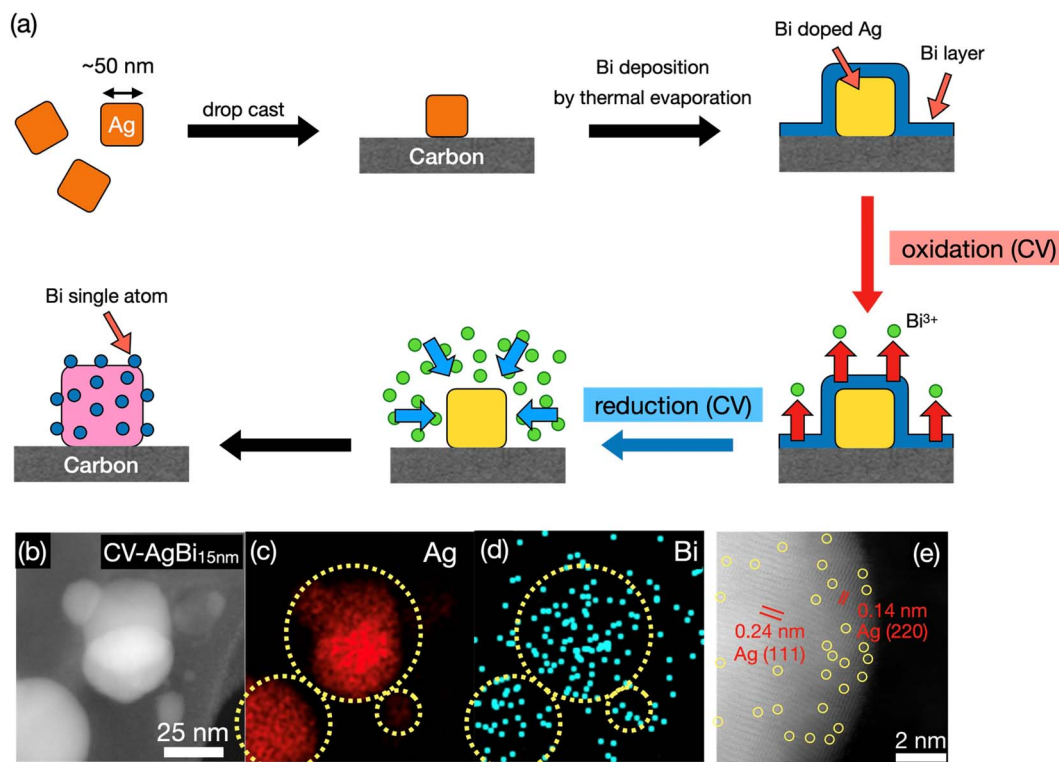 (a)
~50 nm
Ag
drop cast
Carbon
Bi deposition
by thermal evaporation
Bi doped Ag
Bi layer
oxidation (CV)
Bi³⁺
reduction (CV)
Bi single atom
Carbon
(b)
CV-AgBi₁₅ₙₘ
25 nm
(c)
Ag
(d)
Bi
(e)
0.24 nm
Ag (111)
0.14 nm
Ag (220)
2 nm